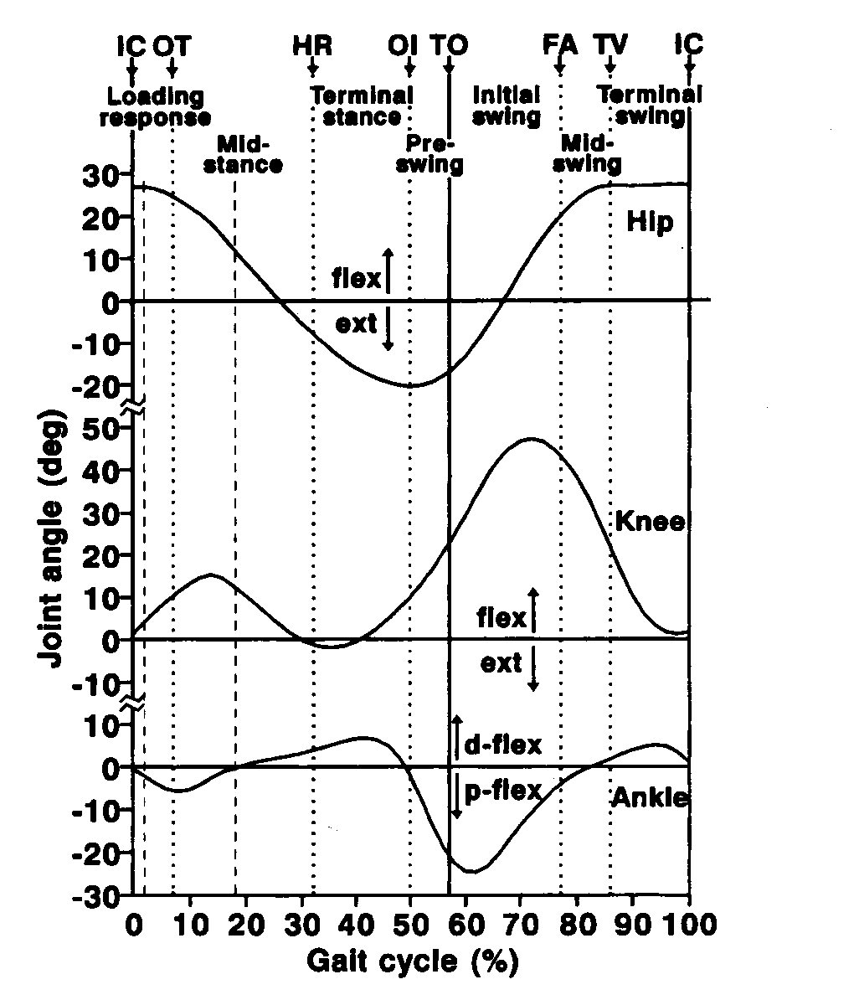 IC OT HR OI TO FA TV IC
Loading response
Terminal stance
Initial swing
Terminal swing
Mid-stance
Pre-swing
Mid-swing
30
20
10
0
-10
-20
Hip
flex
ext
Joint angle (deg)
50
40
30
20
10
0
-10
Knee
flex
ext
10
0
-10
-20
-30
d-flex
p-flex
Ankle
0 10 20 30 40 50 60 70 80 90 100
Gait cycle (%)